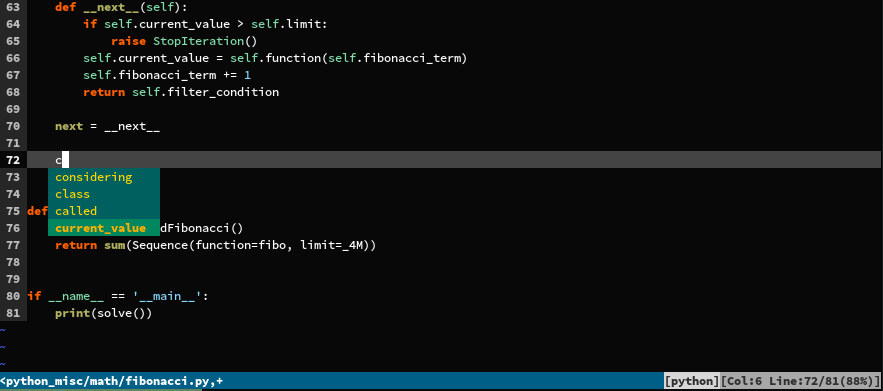 63     def __next__(self):
64         if self.current_value > self.limit:
65             raise StopIteration()
66         self.current_value = self.function(self.fibonacci_term)
67         self.fibonacci_term += 1
68         return self.filter_condition
69
70     next = __next__
71
72     c
73     considering
74     class
75 def called
76     current_value dFibonacci()
77     return sum(Sequence(function=fibo, limit=_4M))
78
79
80 if __name__ == '__main__':
81     print(solve())
~
~
~
<python_misc/math/fibonacci.py,+ [python][Col:6 Line:72/81(88%)]